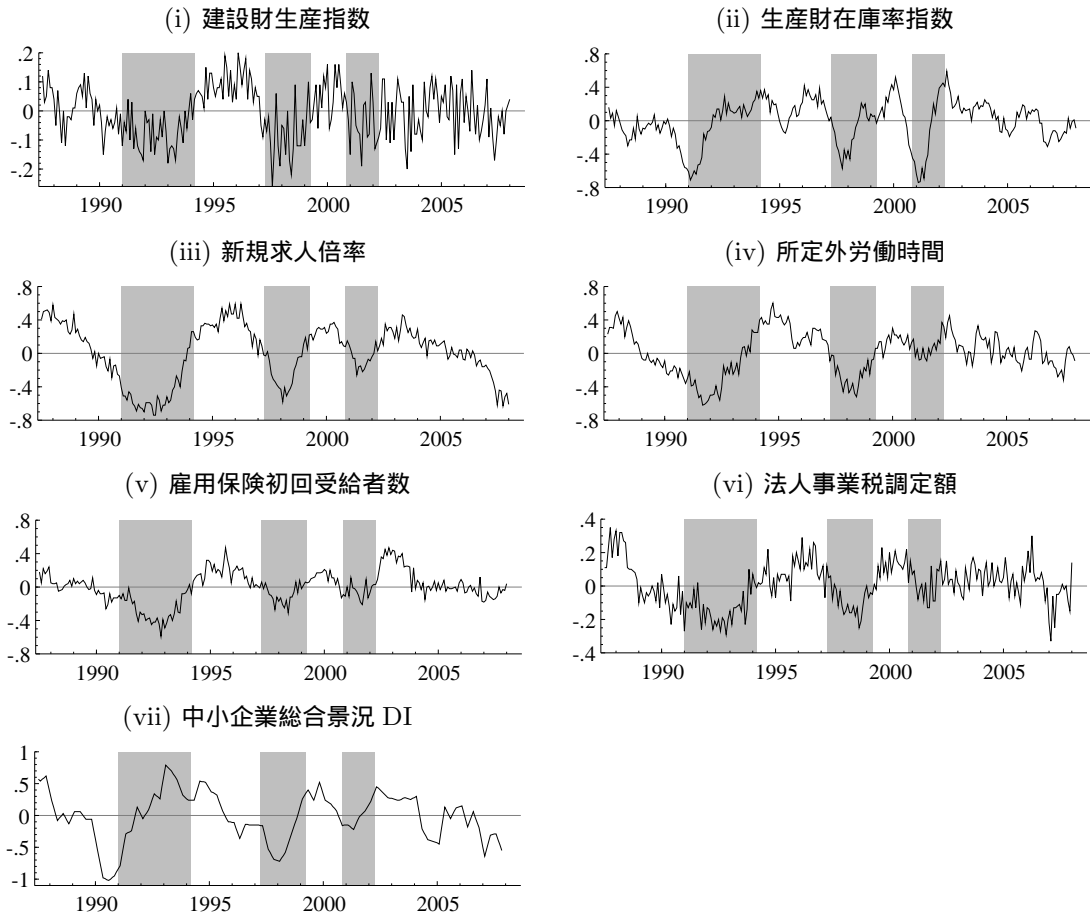 (i) 建設財生産指数
.2
.1
0
-.1
-.2
1990 1995 2000 2005
(ii) 生産財在庫率指数
.8
.4
0
-.4
-.8
1990 1995 2000 2005
(iii) 新規求人倍率
.8
.4
0
-.4
-.8
1990 1995 2000 2005
(iv) 所定外労働時間
.8
.4
0
-.4
-.8
1990 1995 2000 2005
(v) 雇用保険初回受給者数
.8
.4
0
-.4
-.8
1990 1995 2000 2005
(vi) 法人事業税調定額
.4
.2
0
-.2
-.4
1990 1995 2000 2005
(vii) 中小企業総合景況 DI
1
.5
0
-.5
-1
1990 1995 2000 2005